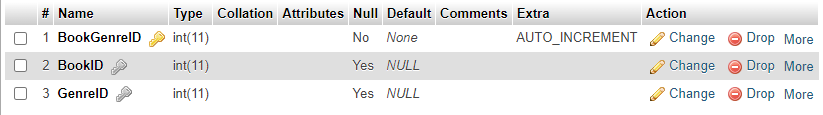 # Name Type Collation Attributes Null Default Comments Extra Action
1 BookGenreID int(11) No None AUTO_INCREMENT Change Drop More
2 BookID int(11) Yes NULL Change Drop More
3 GenreID int(11) Yes NULL Change Drop More